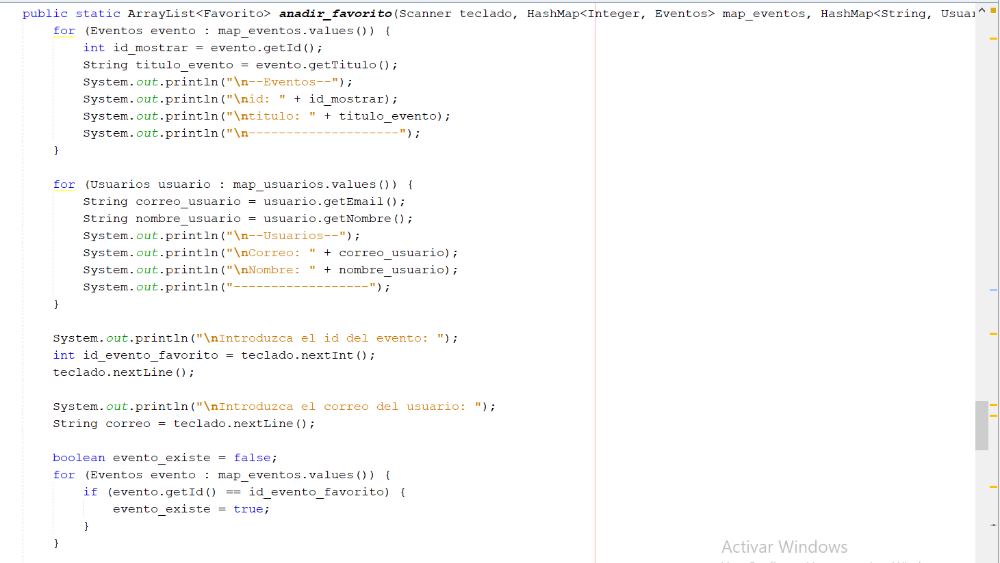 public static ArrayList<Favorito> anadir_favorito(Scanner teclado, HashMap<Integer, Eventos> map_eventos, HashMap<String,
for (Eventos evento : map_eventos.values()) {
int id_mostrar = evento.getId();
String titulo_evento = evento.getTitulo();
System.out.println("\n--Eventos--");
System.out.println("\nid: " + id_mostrar);
System.out.println("\ntitulo: " + titulo_evento);
System.out.println("\n--------------------");
}
for (Usuarios usuario : map_usuarios.values()) {
String correo_usuario = usuario.getEmail();
String nombre_usuario = usuario.getNombre();
System.out.println("\n--Usuarios--");
System.out.println("\nCorreo: " + correo_usuario);
System.out.println("\nNombre: " + nombre_usuario);
System.out.println("------------------");
}
System.out.println("\nIntroduzca el id del evento: ");
int id_evento_favorito = teclado.nextInt();
teclado.nextLine();
System.out.println("\nIntroduzca el correo del usuario: ");
String correo = teclado.nextLine();
boolean evento_existe = false;
for (Eventos evento : map_eventos.values()) {
if (evento.getId() == id_evento_favorito) {
evento_existe = true;
}
}
Activar Windows